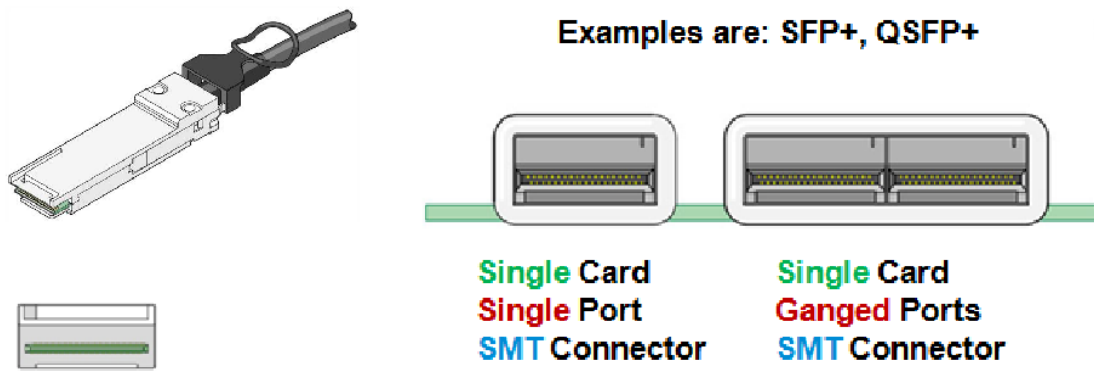 Examples are: SFP+, QSFP+
Single Card
Single Port
SMT Connector
Single Card
Ganged Ports
SMT Connector